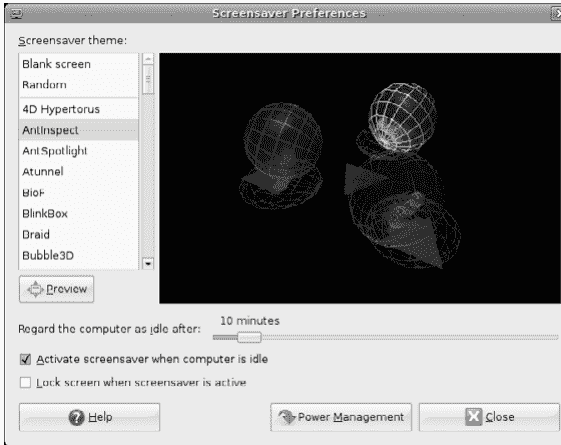 Screensaver Preferences
Screensaver theme:
Blank screen
Random
4D Hypertorus
AntInspect
AntSpotlight
Atunnel
BioF
BlinkBox
Braid
Bubble3D
Preview
Regard the computer as idle after:
10 minutes
Activate screensaver when computer is idle
Lock screen when screensaver is active
Help
Power Management
Close